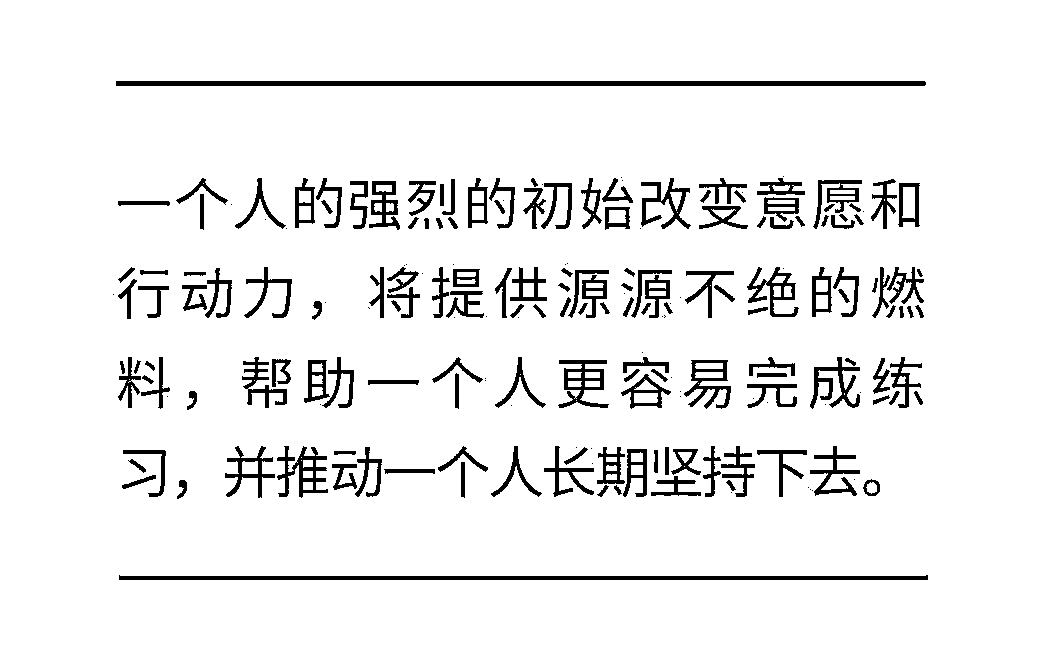 一个人的强烈的初始改变意愿和
行动力，将提供源源不绝的燃
料，帮助一个人更容易完成练
习，并推动一个人长期坚持下去。